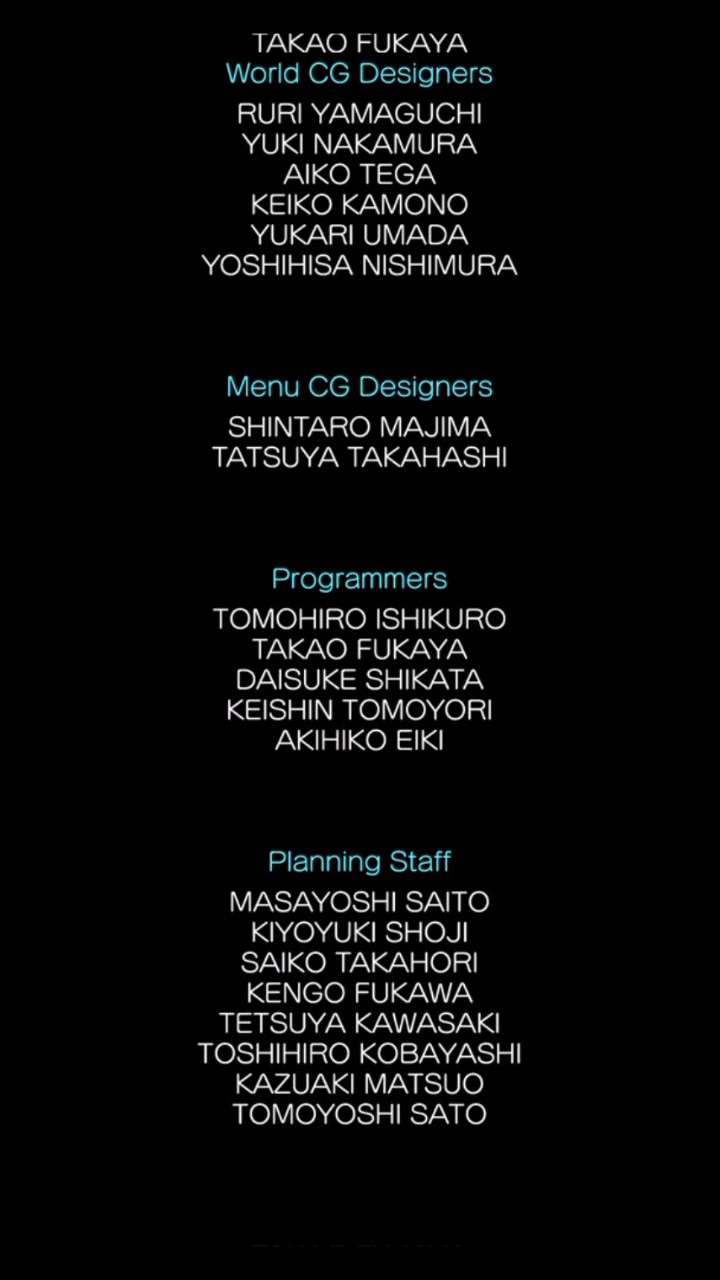 TAKAO FUKAYA
World CG Designers
RURI YAMAGUCHI
YUKI NAKAMURA
AIKO TEGA
KEIKO KAMONO
YUKARI UMADA
YOSHIHISA NISHIMURA
Menu CG Designers
SHINTARO MAJIMA
TATSUYA TAKAHASHI
Programmers
TOMOHIRO ISHIKURO
TAKAO FUKAYA
DAISUKE SHIKATA
KEISHIN TOMOYORI
AKIHIKO EIKI
Planning Staff
MASAYOSHI SAITO
KIYOYUKI SHOJI
SAIKO TAKAHORI
KENGO FUKAWA
TETSUYA KAWASAKI
TOSHIHIRO KOBAYASHI
KAZUAKI MATSUO
TOMOYOSHI SATO